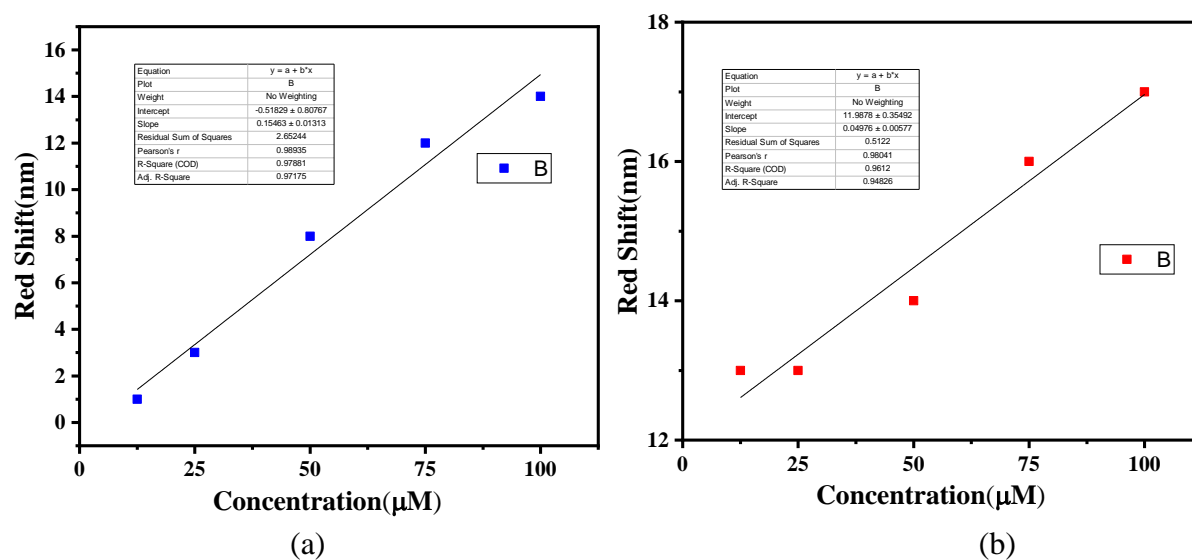 16
14
12
10
8
6
4
2
0
Red Shift(nm)
Equation y = a + b*x
Plot B
Weight No Weighting
Intercept -0.51829 ± 0.80767
Slope 0.15463 ± 0.01313
Residual Sum of Squares 2.65244
Pearson's r 0.98935
R-Square (COD) 0.97881
Adj. R-Square 0.97175
B
0 25 50 75 100
Concentration(μM)
(a)
18
16
14
12
Red Shift(nm)
Equation y = a + b*x
Plot B
Weight No Weighting
Intercept 11.9878 ± 0.35492
Slope 0.04976 ± 0.00577
Residual Sum of Squares 0.5122
Pearson's r 0.98041
R-Square (COD) 0.9612
Adj. R-Square 0.94826
B
0 25 50 75 100
Concentration(μM)
(b)